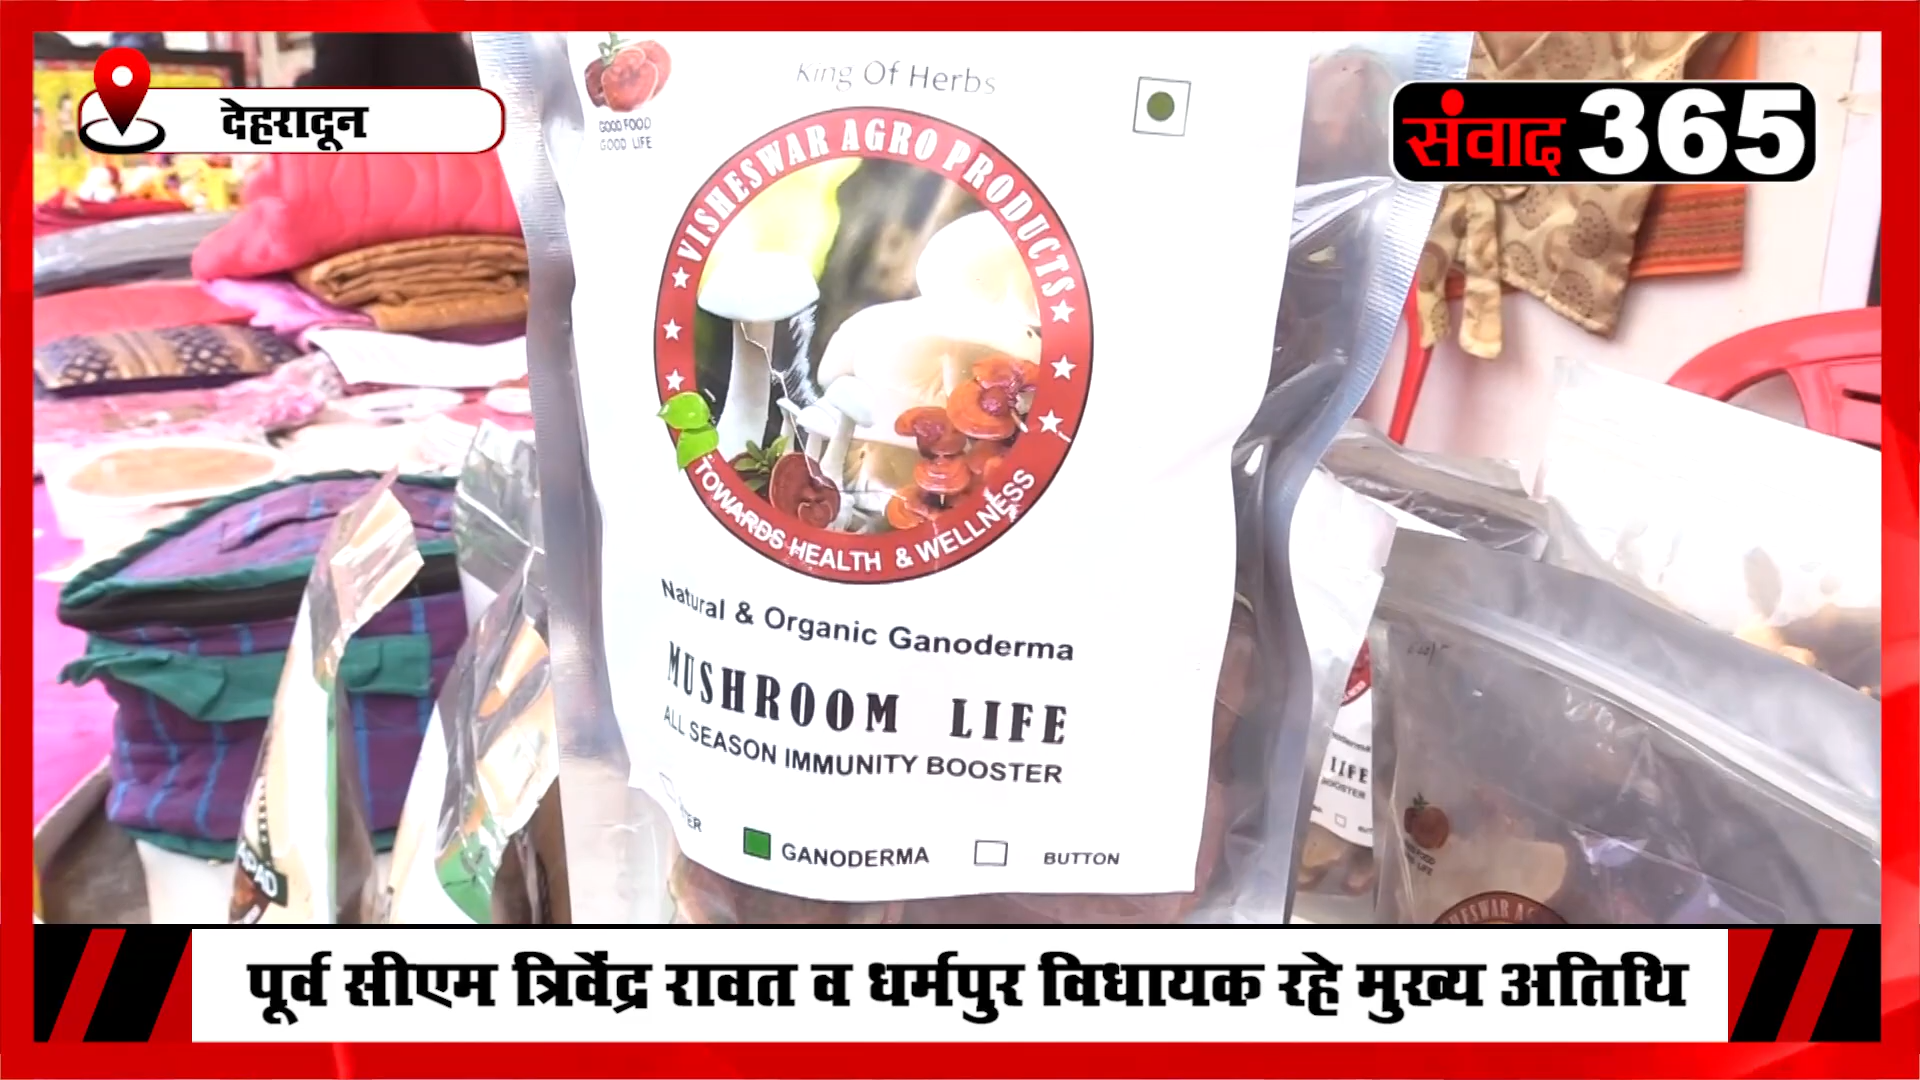 देहरादून
संवाद 365
King Of Herbs
GOOD FOOD
GOOD LIFE
VISHESWAR AGRO PRODUCTS
TOWARDS HEALTH & WELLNESS
Natural & Organic Ganoderma
MUSHROOM LIFE
ALL SEASON IMMUNITY BOOSTER
GANODERMA
BUTTON
LIFE
BOOSTER
पूर्व सीएम त्रिवेंद्र रावत व धर्मपुर विधायक रहे मुख्य अतिथि